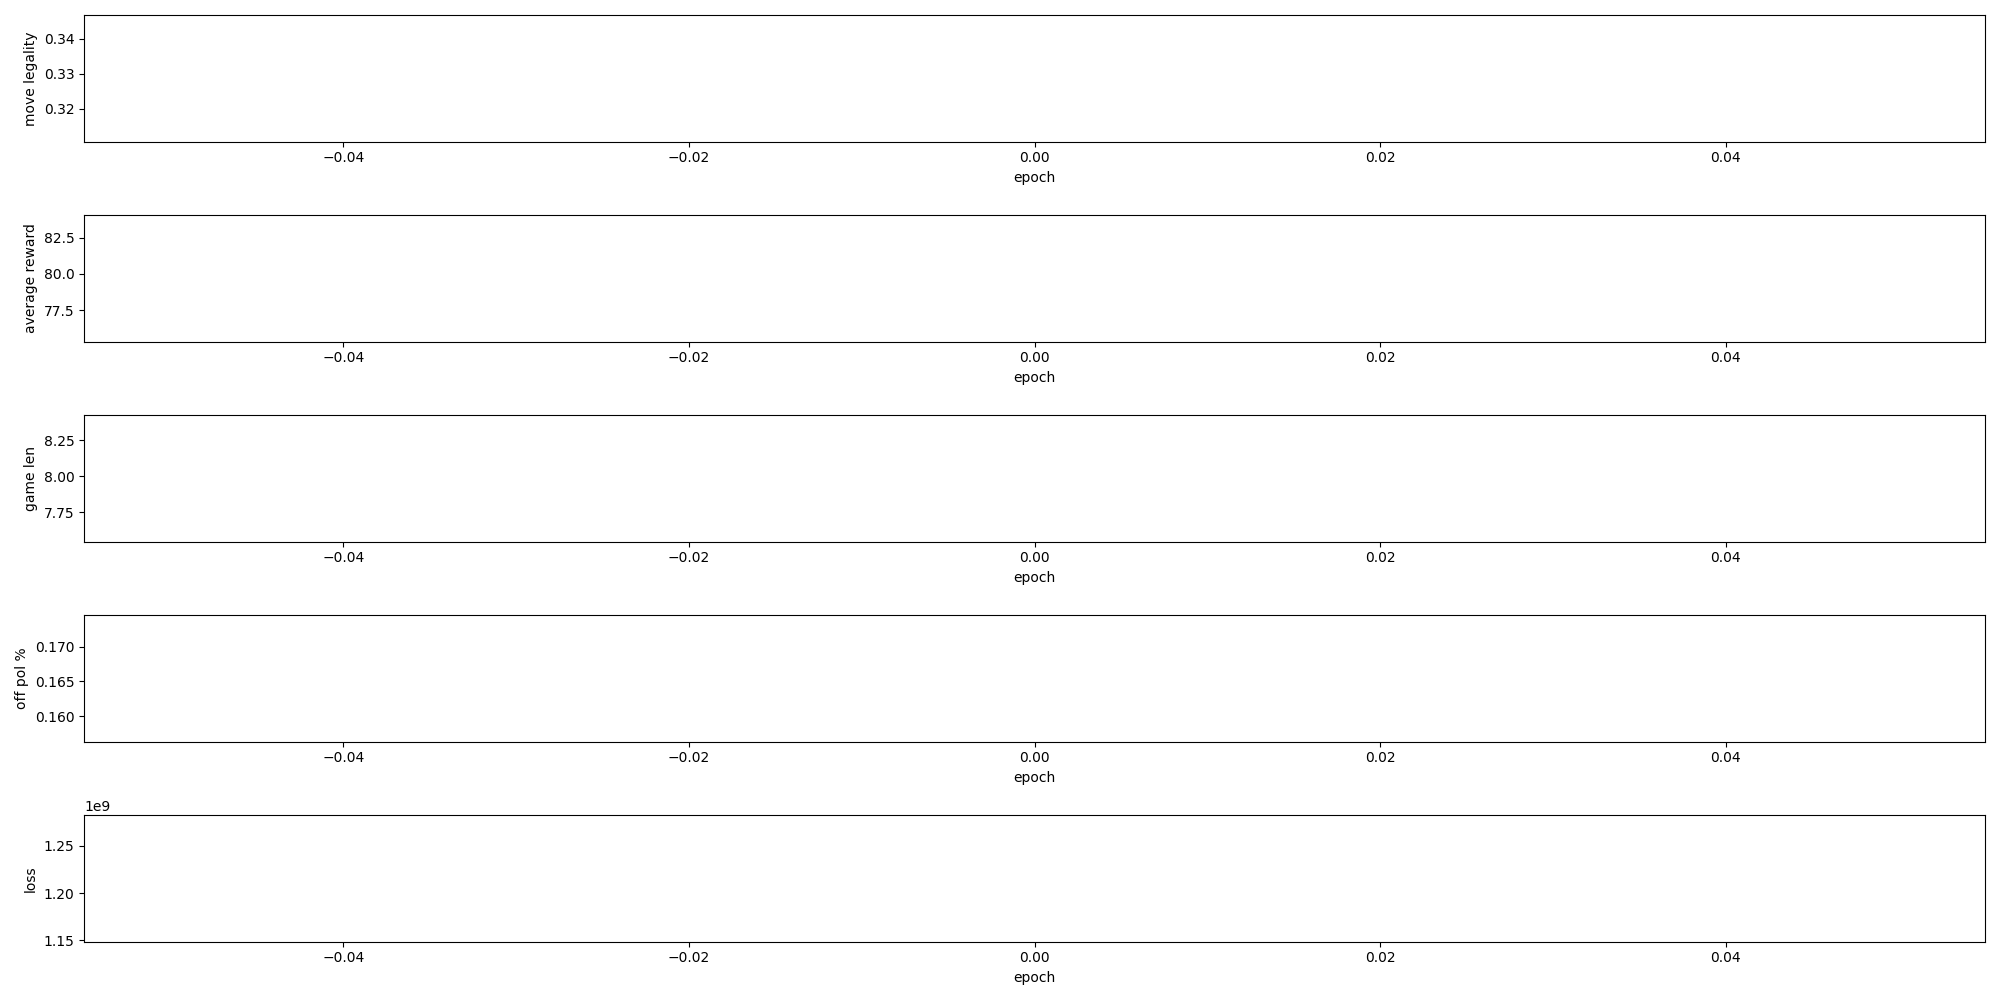 move legality
0.34
0.33
0.32
−0.04 −0.02 0.00 0.02 0.04
epoch
average reward
82.5
80.0
77.5
−0.04 −0.02 0.00 0.02 0.04
epoch
game len
8.25
8.00
7.75
−0.04 −0.02 0.00 0.02 0.04
epoch
off pol %
0.170
0.165
0.160
−0.04 −0.02 0.00 0.02 0.04
epoch
1e9
loss
1.25
1.20
1.15
−0.04 −0.02 0.00 0.02 0.04
epoch